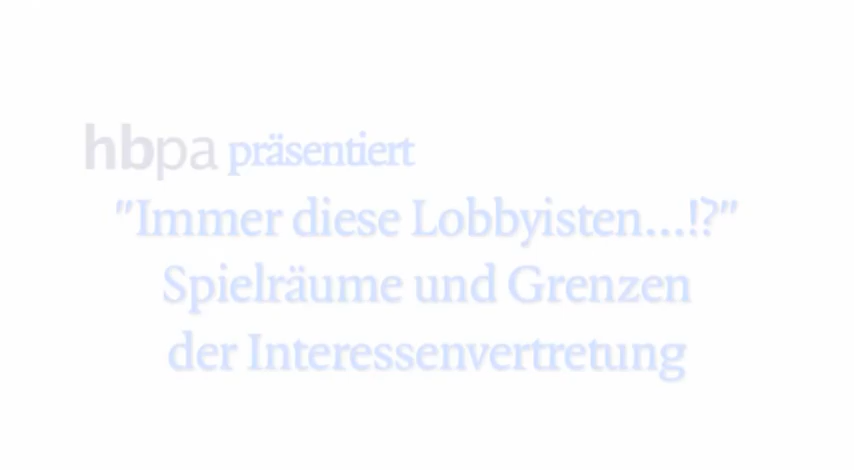 hbpa präsentiert
"Immer diese Lobbyisten...!?"
Spielräume und Grenzen
der Interessenvertretung